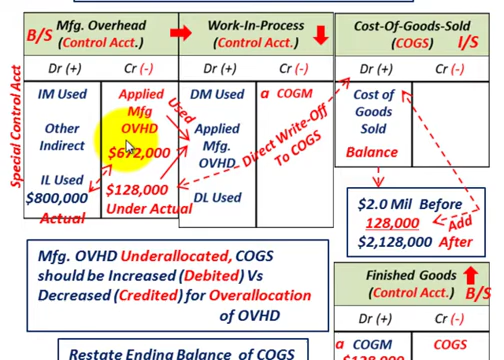 B/S Mfg. Overhead
(Control Acct.)
Work-In-Process
(Control Acct.)
Cost-Of-Goods-Sold
(COGS) I/S
Dr (+) Cr (-)
Dr (+) Cr (-)
Dr (+) Cr (-)
Special Control Acct
IM Used
Other
Indirect
IL Used
$800,000
Actual
Applied
Mfg
OVHD
$672,000
$128,000
Under Actual
Used
DM Used
Applied
Mfg.
OVHD
DL Used
a COGM
Direct Write-Off
To COGS
Cost of
Goods
Sold
Balance
$2.0 Mil Before
128,000 Add
$2,128,000 After
Mfg. OVHD Underallocated, COGS
should be Increased (Debited) Vs
Decreased (Credited) for Overallocation
of OVHD
Finished Goods
(Control Acct.) B/S
Dr (+) Cr (-)
a COGM COGS
$128,000
Restate Ending Balance of COGS